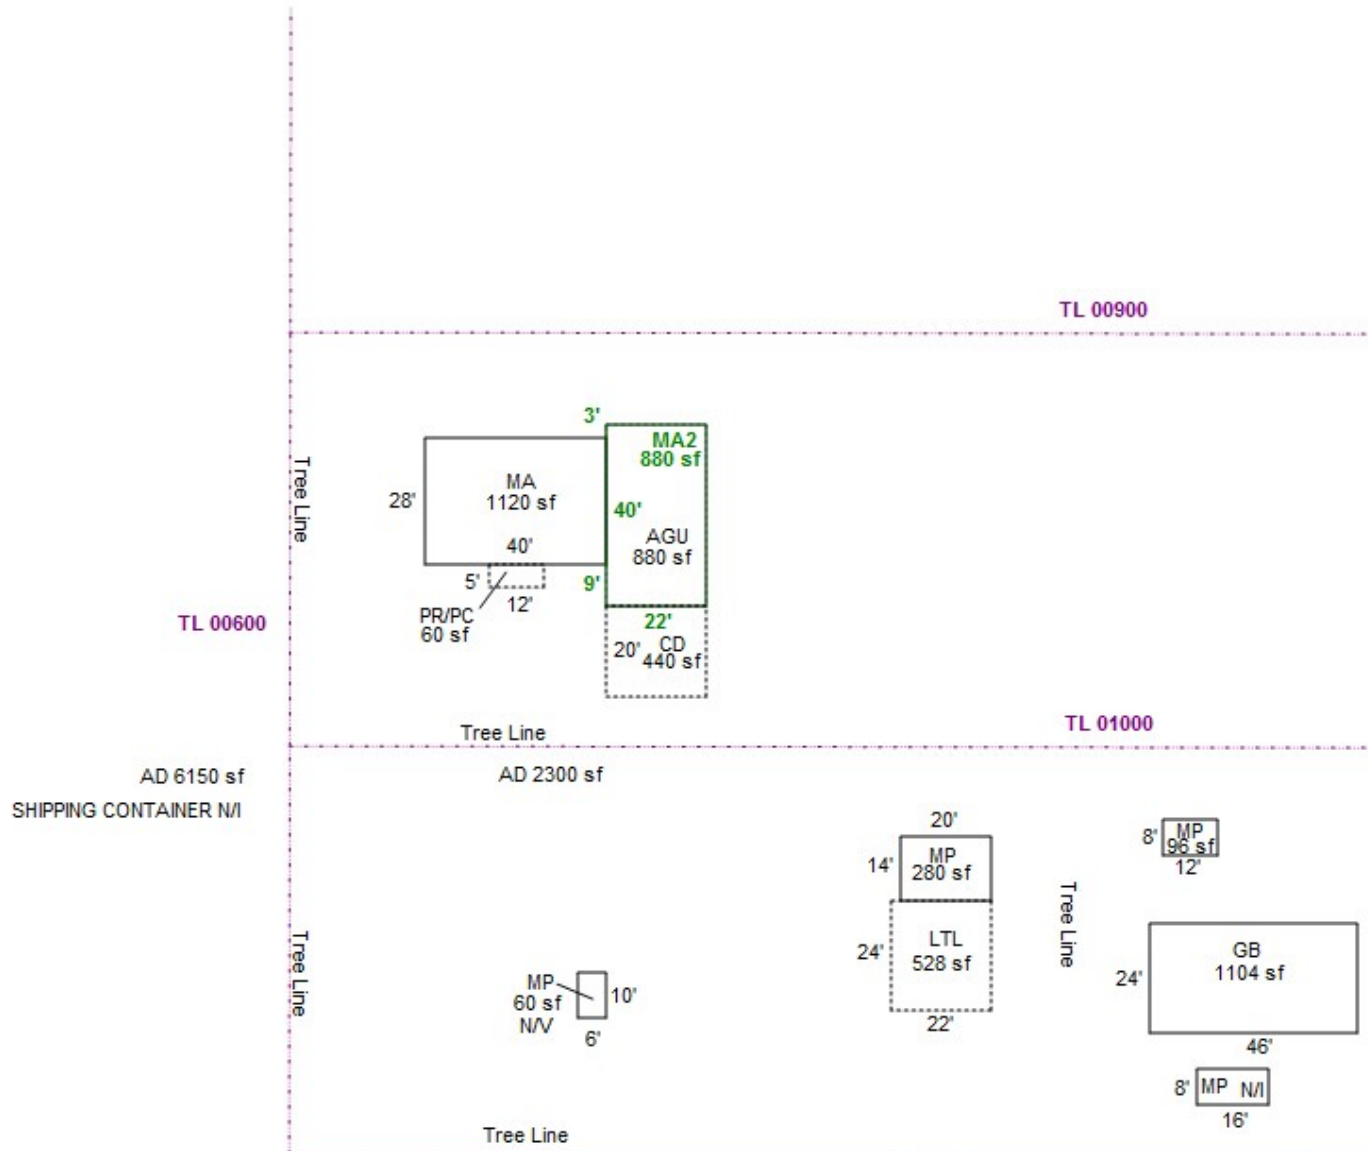 TL 00900
3'
MA2
880 sf
MA
1120 sf
28'
40'
AGU
880 sf
40'
Tree Line
5'
9'
12'
PR/PC
60 sf
22'
TL 00600
20'
CD
440 sf
Tree Line
TL 01000
AD 6150 sf
AD 2300 sf
SHIPPING CONTAINER N/I
20'
MP
280 sf
14'
8'
MP
96 sf
12'
Tree Line
Tree Line
LTL
528 sf
24'
22'
GB
1104 sf
24'
46'
MP
60 sf
N/V
10'
6'
8'
MP N/I
16'
Tree Line